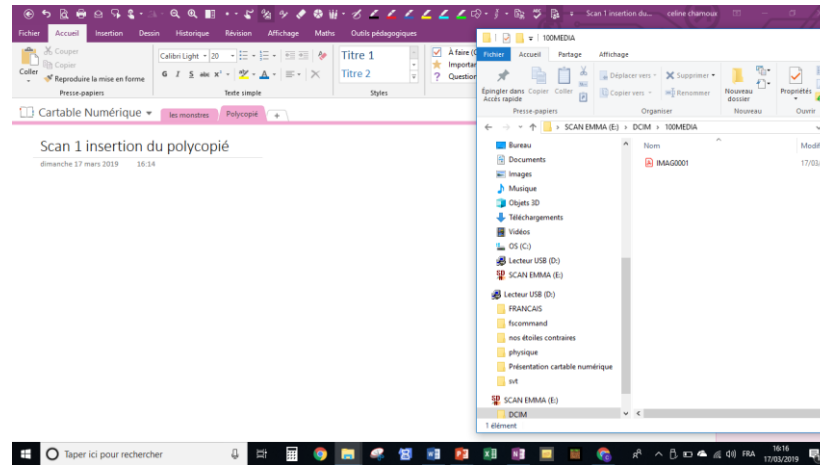 Scan 1 insertion du... celine chamoux
Fichier Accueil Insertion Dessin Historique Révision Affichage Maths Outils pédagogiques
Couper
Copier
Coller
Reproduire la mise en forme
Presse-papiers
Calibri Light 20
G I S abc x²
Texte simple
Titre 1
Titre 2
Styles
À faire (
Importan
Question
Cartable Numérique les monstres Polycopié +
Scan 1 insertion du polycopié
dimanche 17 mars 2019 16:14
100MEDIA
Fichier Accueil Partage Affichage
Épingler dans Accès rapide
Copier Coller
Presse-papiers
Déplacer vers Supprimer
Copier vers Renommer
Organiser
Nouveau dossier
Nouveau
Propriétés
Ouvrir
SCAN EMMA (E:) > DCIM > 100MEDIA
Nom Modif
IMAG0001 17/03/
Bureau
Documents
Images
Musique
Objets 3D
Téléchargements
Vidéos
OS (C:)
Lecteur USB (D:)
SCAN EMMA (E:)
Lecteur USB (D:)
FRANCAIS
fscommand
nos étoiles contraires
physique
Présentation cartable numérique
svt
SCAN EMMA (E:)
DCIM
1 élément
Taper ici pour rechercher
FRA
16:16
17/03/2019